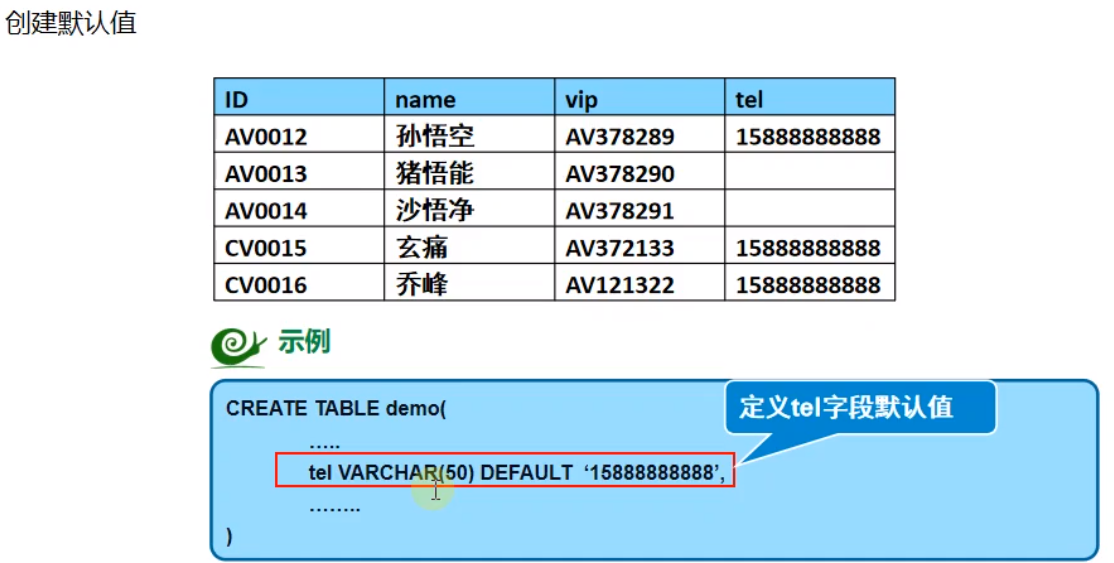 创建默认值
ID name vip tel
AV0012 孙悟空 AV378289 15888888888
AV0013 猪悟能 AV378290
AV0014 沙悟净 AV378291
CV0015 玄痛 AV372133 15888888888
CV0016 乔峰 AV121322 15888888888
示例
CREATE TABLE demo(
定义tel字段默认值
…..
tel VARCHAR(50) DEFAULT ‘15888888888’,
……..
)